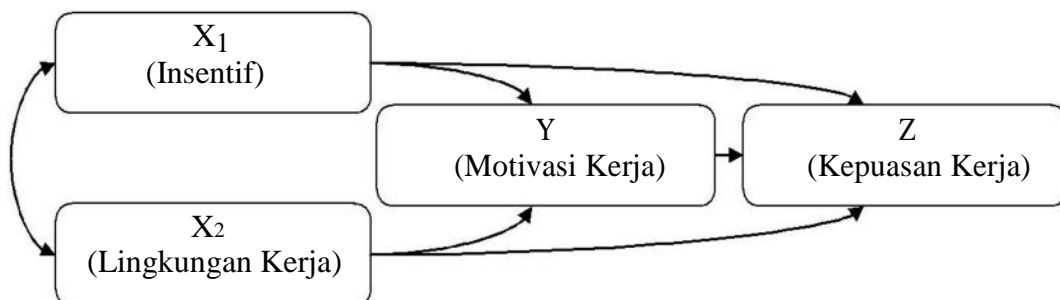 X1
(Insentif)
Y
(Motivasi Kerja)
Z
(Kepuasan Kerja)
X2
(Lingkungan Kerja)